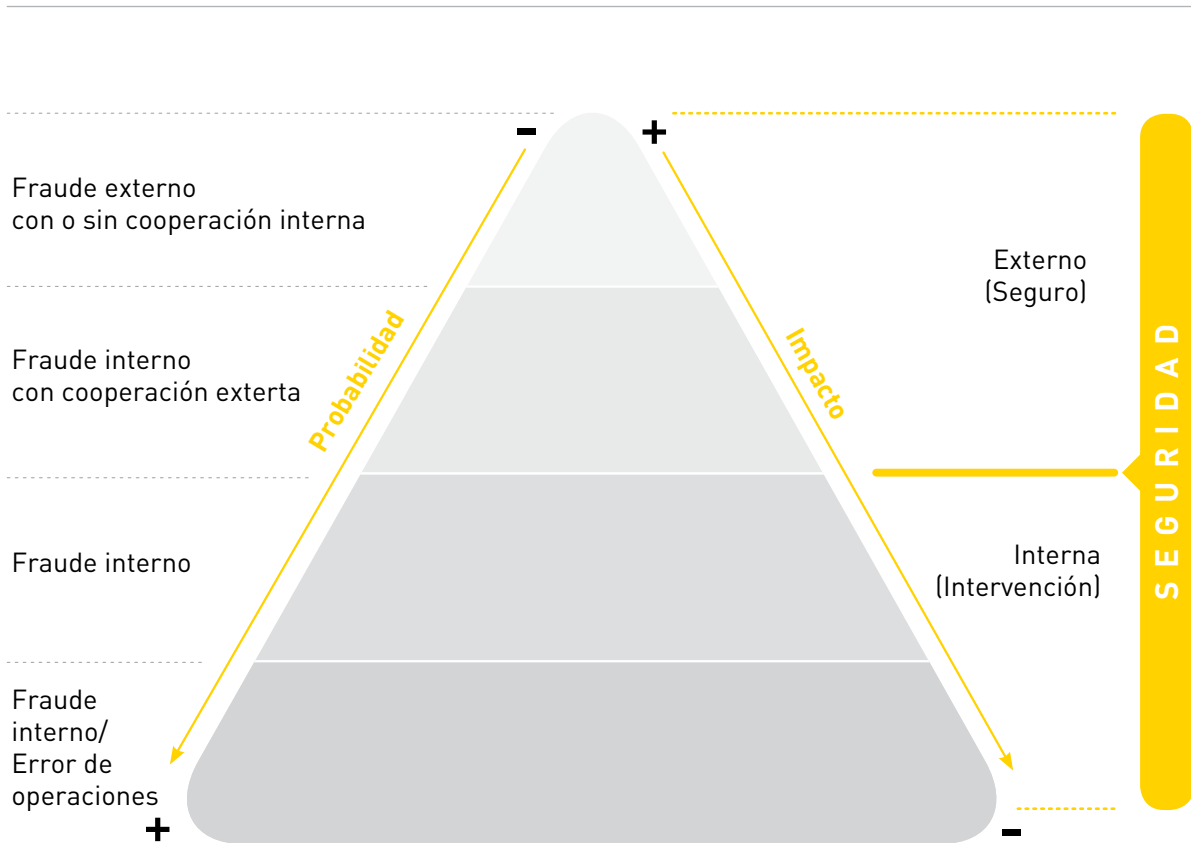 -
+
Fraude externo
con o sin cooperación interna
Externo
(Seguro)
Probabilidad
Impacto
SEGURIDAD
Fraude interno
con cooperación exterta
Fraude interno
Interna
(Intervención)
Fraude
interno/
Error de
operaciones
+
-